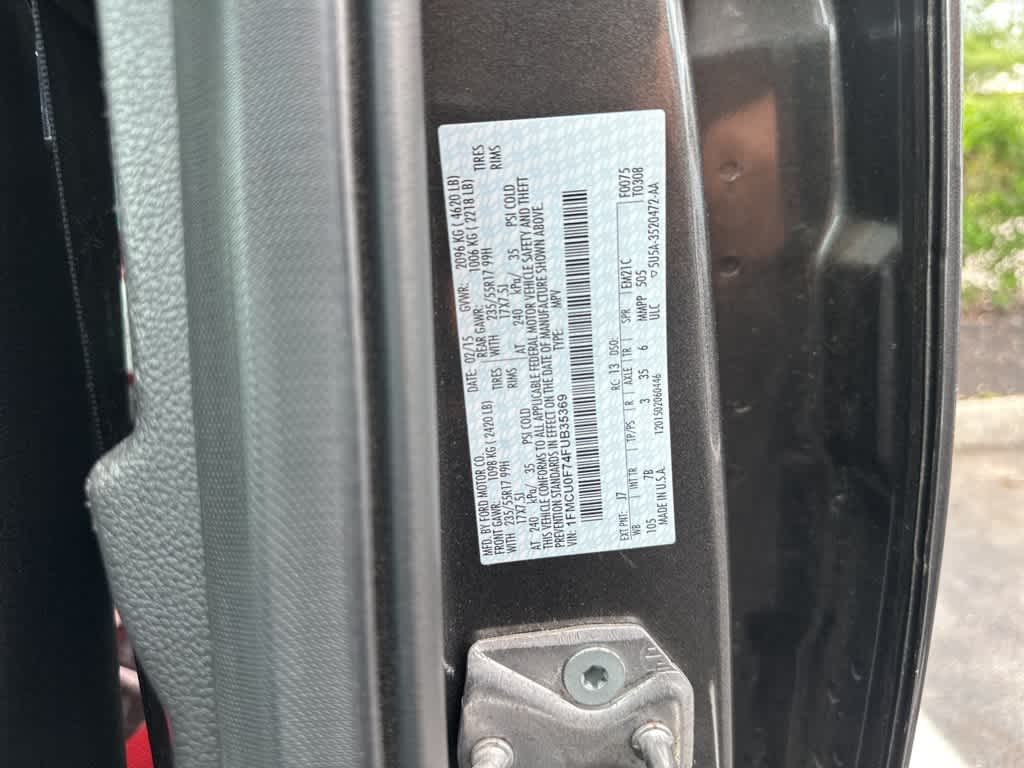 MFD. BY FORD MOTOR CO.
DATE: 02/15 GVWR: 2096 KG ( 4620 LB)
FRONT GAWR: 1098 KG ( 2420 LB) REAR GAWR: 1006 KG ( 2218 LB)
WITH 235/55R17 99H TIRES WITH 235/55R17 99H TIRES
17X7.5J RIMS 17X7.5J RIMS
AT 240 kPa/ 35 PSI COLD AT 240 kPa/ 35 PSI COLD
THIS VEHICLE CONFORMS TO ALL APPLICABLE FEDERAL MOTOR VEHICLE SAFETY AND THEFT
PREVENTION STANDARDS IN EFFECT ON THE DATE OF MANUFACTURE SHOWN ABOVE.
VIN: 1FMCU0F74FUB35369 TYPE: MPV
EXT PNT: J7 RC: 13 DSO: F0075
WB INT TR TP/PS R AXLE TR SPR EM21C T0308
105 7B 3 35 6 MMPP 505
MADE IN U.S.A. 1201502060446 ULC ▽5U5A-3520472-AA